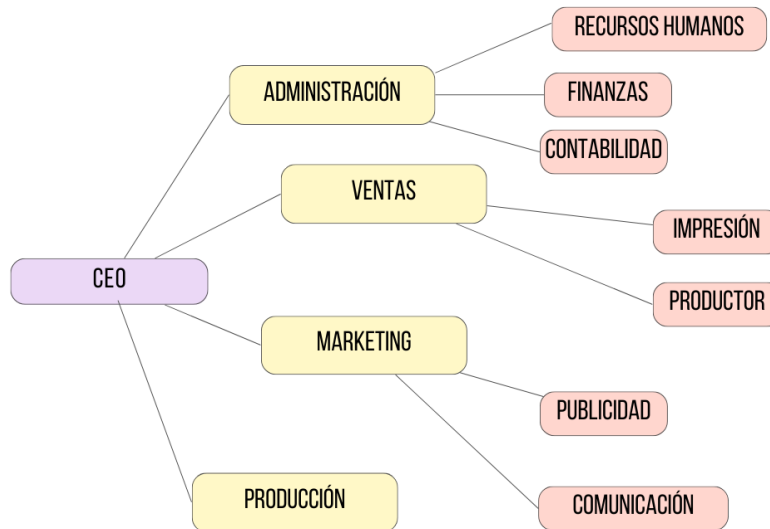 RECURSOS HUMANOS
ADMINISTRACIÓN
FINANZAS
CONTABILIDAD
VENTAS
IMPRESIÓN
CEO
PRODUCTOR
MARKETING
PUBLICIDAD
PRODUCCIÓN
COMUNICACIÓN